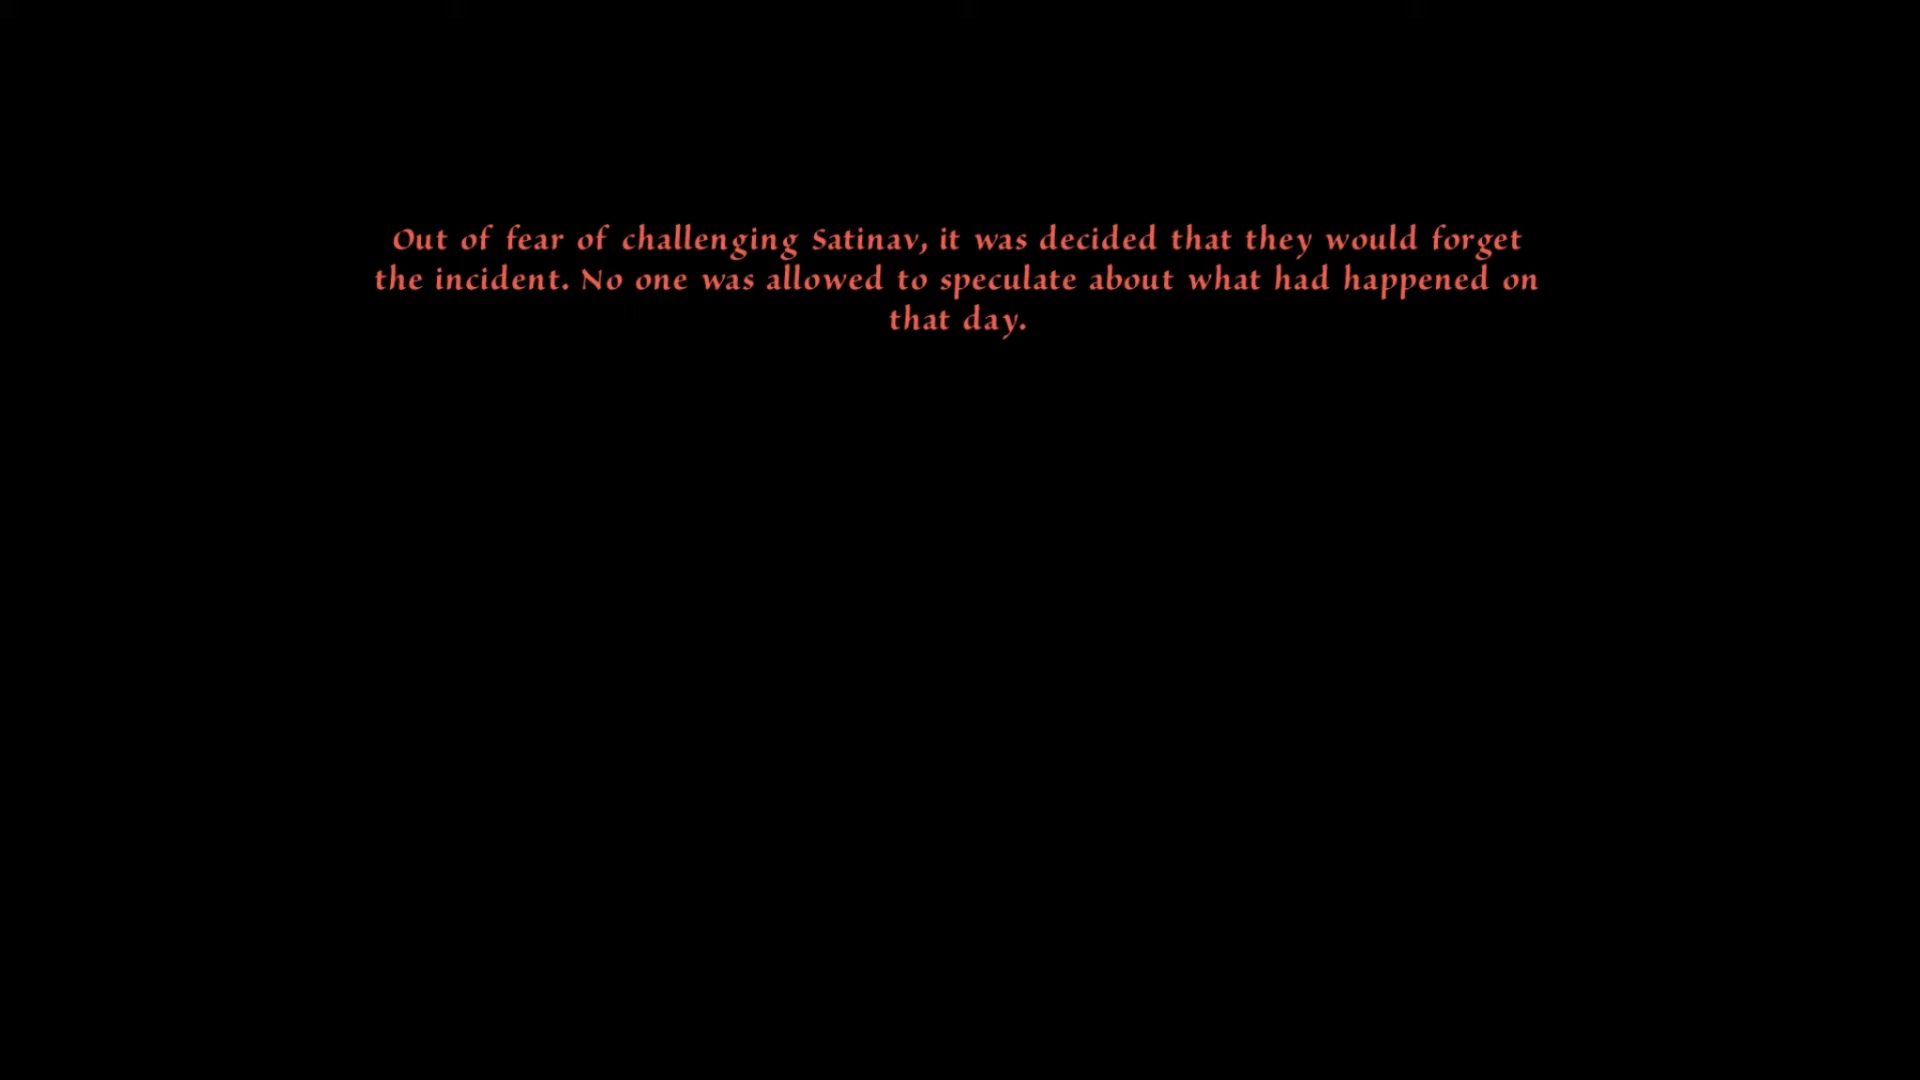 Out of fear of challenging Satinav, it was decided that they would forget
the incident. No one was allowed to speculate about what had happened on
that day.